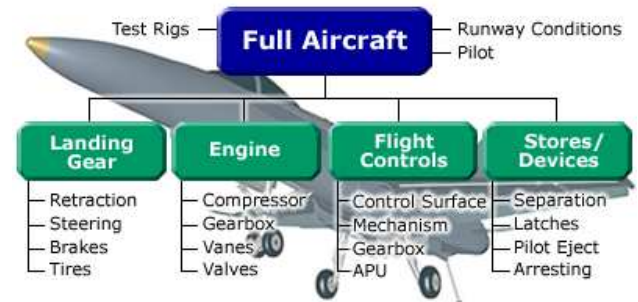 Test Rigs
Full Aircraft
Runway Conditions
Pilot
Landing
Gear
Retraction
Steering
Brakes
Tires
Engine
Compressor
Gearbox
Vanes
Valves
Flight
Controls
Control Surface
Mechanism
Gearbox
APU
Stores/
Devices
Separation
Latches
Pilot Eject
Arresting